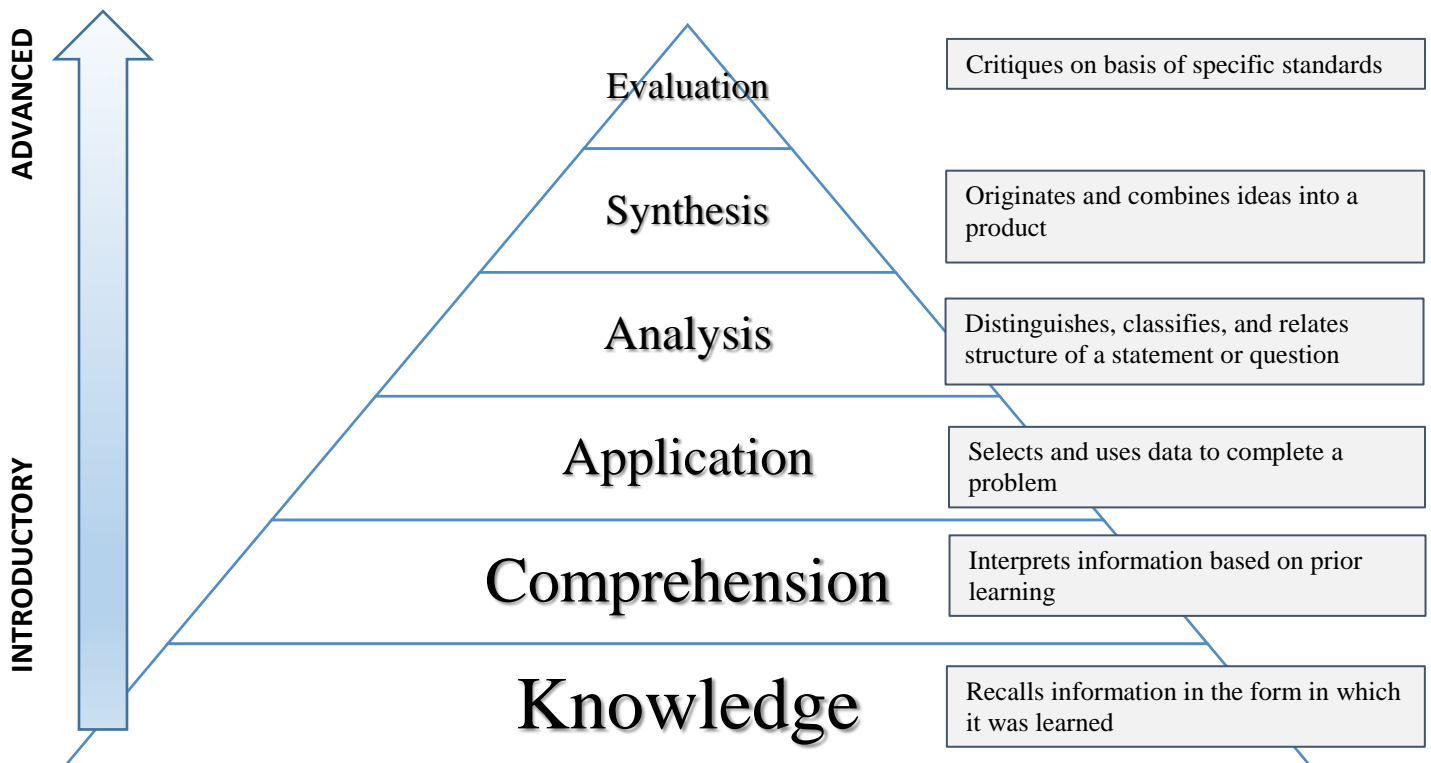 ADVANCED
Evaluation
Critiques on basis of specific standards
Synthesis
Originates and combines ideas into a
product
Analysis
Distinguishes, classifies, and relates
structure of a statement or question
Application
Selects and uses data to complete a
problem
INTRODUCTORY
Comprehension
Interprets information based on prior
learning
Knowledge
Recalls information in the form in which
it was learned